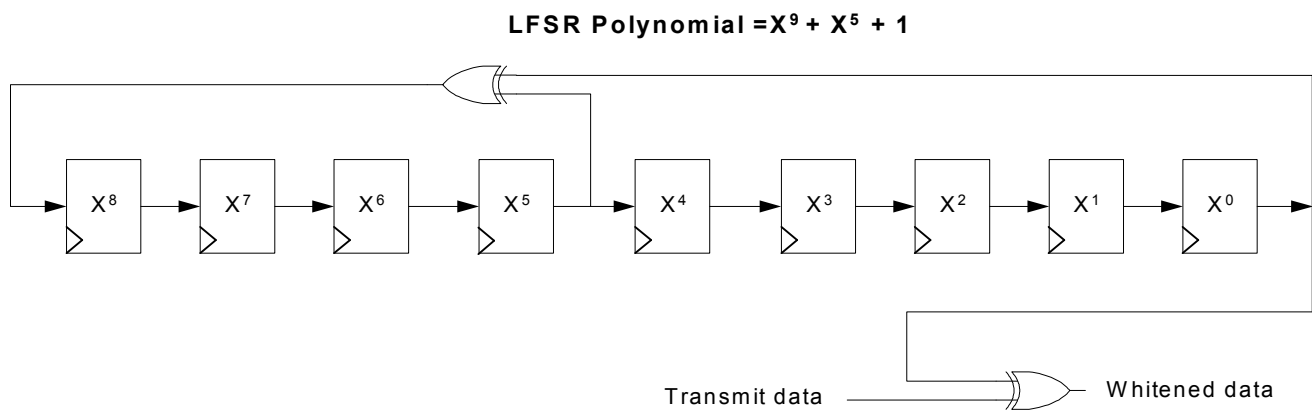 LFSR Polynomial =X⁹ + X⁵ + 1
X⁸ X⁷ X⁶ X⁵ X⁴ X³ X² X¹ X⁰
Transmit data
Whitened data